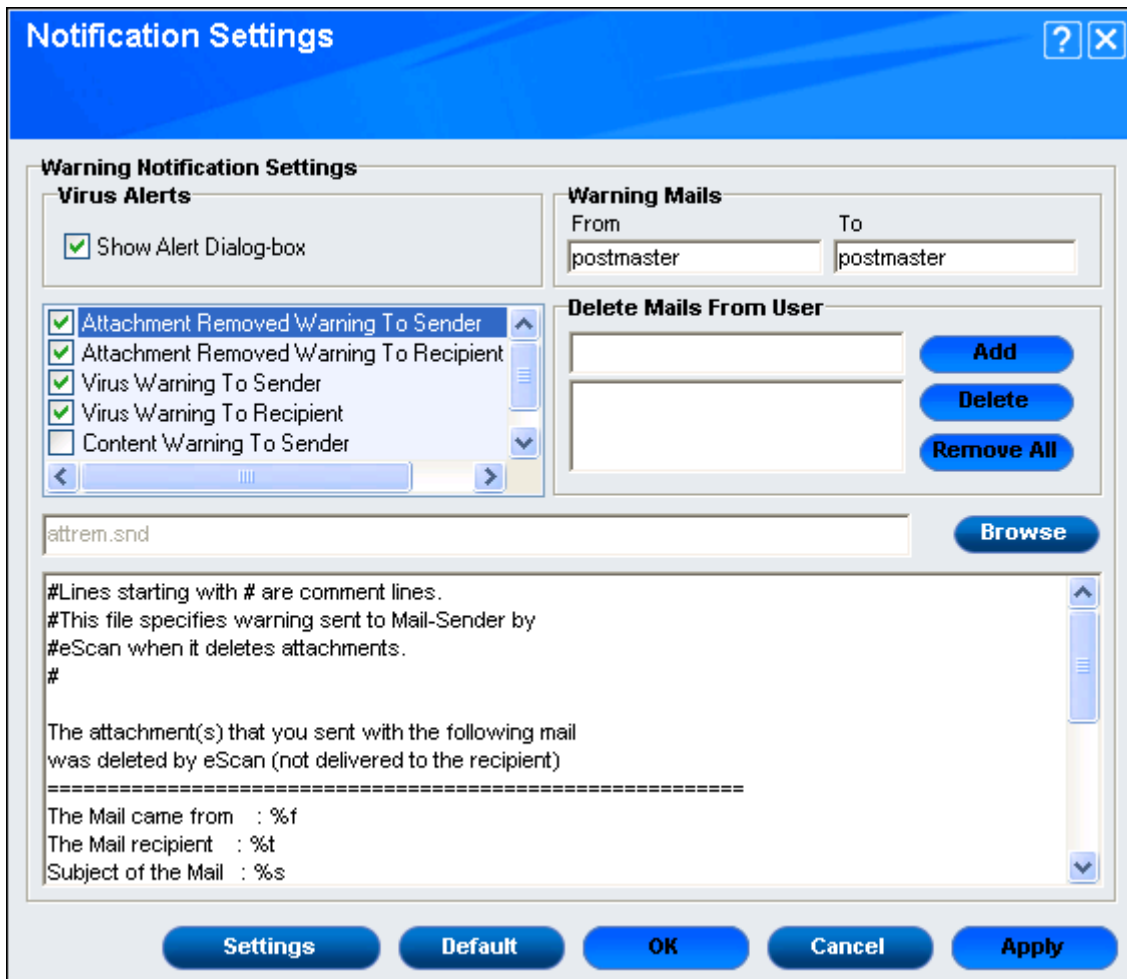 Notification Settings
Warning Notification Settings
Virus Alerts
Show Alert Dialog-box
Warning Mails
From To
postmaster postmaster
Attachment Removed Warning To Sender
Attachment Removed Warning To Recipient
Virus Warning To Sender
Virus Warning To Recipient
Content Warning To Sender
Delete Mails From User
Add
Delete
Remove All
attrem.snd
Browse
#Lines starting with # are comment lines.
#This file specifies warning sent to Mail-Sender by
#eScan when it deletes attachments.
#
The attachment(s) that you sent with the following mail
was deleted by eScan (not delivered to the recipient)
==========================================================
The Mail came from : %f
The Mail recipient : %t
Subject of the Mail : %s
Settings Default OK Cancel Apply